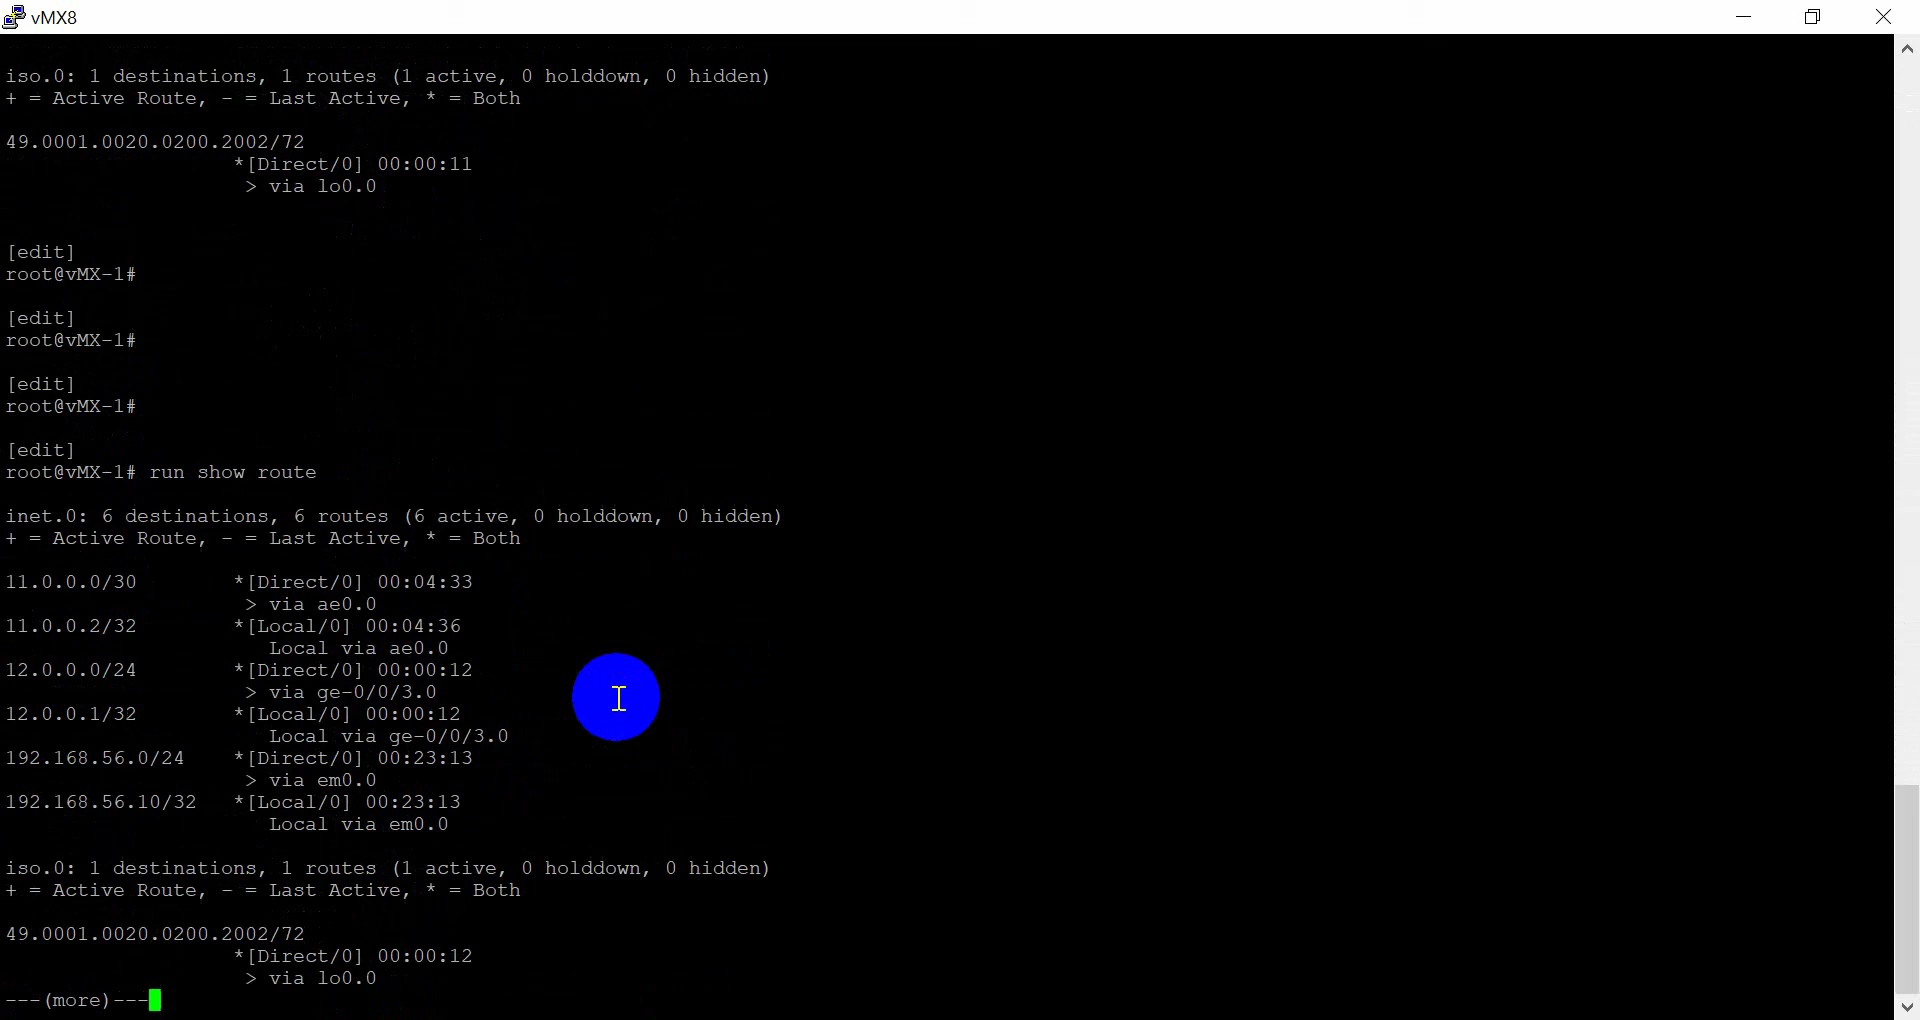 vMX8
iso.0: 1 destinations, 1 routes (1 active, 0 holddown, 0 hidden)
+ = Active Route, - = Last Active, * = Both
49.0001.0020.0200.2002/72
*[Direct/0] 00:00:11
> via lo0.0
[edit]
root@vMX-1#
[edit]
root@vMX-1#
[edit]
root@vMX-1#
[edit]
root@vMX-1# run show route
inet.0: 6 destinations, 6 routes (6 active, 0 holddown, 0 hidden)
+ = Active Route, - = Last Active, * = Both
11.0.0.0/30 *[Direct/0] 00:04:33
> via ae0.0
11.0.0.2/32 *[Local/0] 00:04:36
Local via ae0.0
12.0.0.0/24 *[Direct/0] 00:00:12
> via ge-0/0/3.0
12.0.0.1/32 *[Local/0] 00:00:12
Local via ge-0/0/3.0
192.168.56.0/24 *[Direct/0] 00:23:13
> via em0.0
192.168.56.10/32 *[Local/0] 00:23:13
Local via em0.0
iso.0: 1 destinations, 1 routes (1 active, 0 holddown, 0 hidden)
+ = Active Route, - = Last Active, * = Both
49.0001.0020.0200.2002/72
*[Direct/0] 00:00:12
> via lo0.0
---(more)---